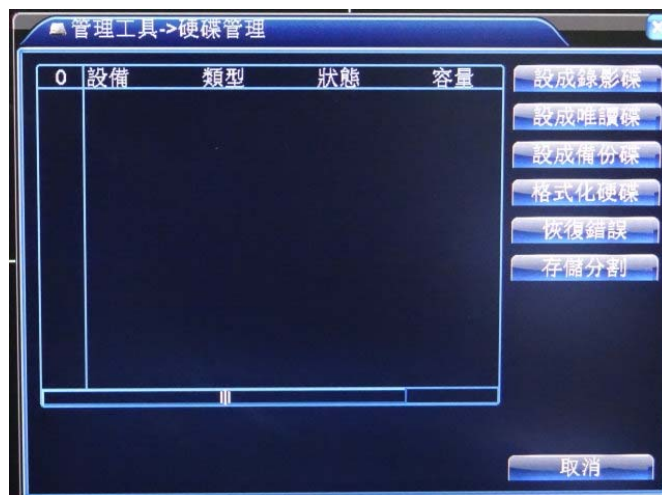 管理工具->硬碟管理
0 設備 類型 狀態 容量
設成錄影碟
設成唯讀碟
設成備份碟
格式化硬碟
恢復錯誤
存儲分割
取消